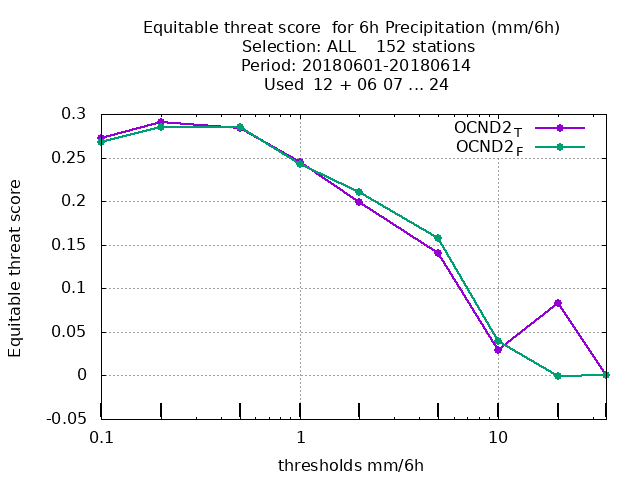 Equitable threat score  for 6h Precipitation (mm/6h)
Selection: ALL    152 stations
Period: 20180601-20180614
Used  12 + 06 07 ... 24
OCND2T
OCND2F
Equitable threat score
0.3
0.25
0.2
0.15
0.1
0.05
0
-0.05
0.1 1 10
thresholds mm/6h